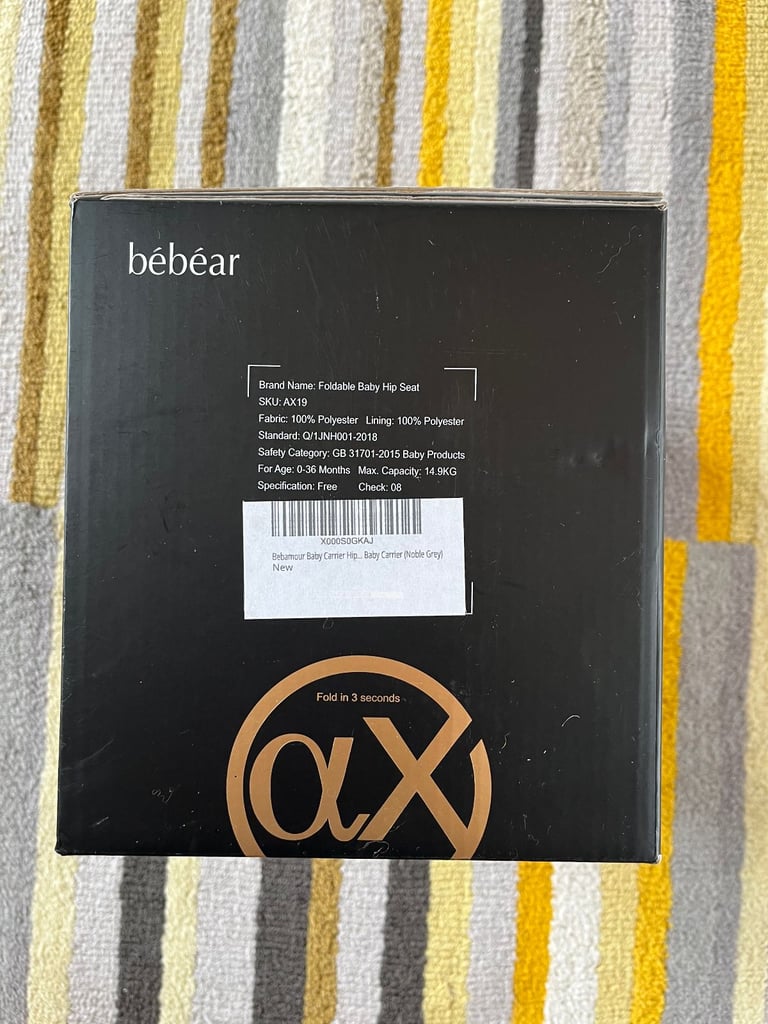 bébéar
Brand Name: Foldable Baby Hip Seat
SKU: AX19
Fabric: 100% Polyester Lining: 100% Polyester
Standard: Q/1JNH001-2018
Safety Category: GB 31701-2015 Baby Products
For Age: 0-36 Months Max. Capacity: 14.9KG
Specification: Free Check: 08
X000S0GKAJ
Bebamour Baby Carrier Hip... Baby Carrier (Noble Grey)
New
Fold in 3 seconds
αX